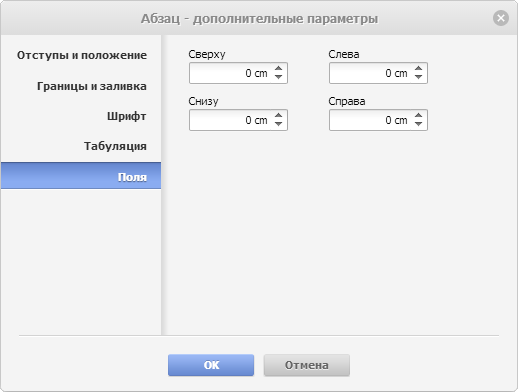 Абзац - дополнительные параметры
Отступы и положение
Границы и заливка
Шрифт
Табуляция
Поля
Сверху
Слева
0 cm
0 cm
Снизу
Справа
0 cm
0 cm
OK
Отмена